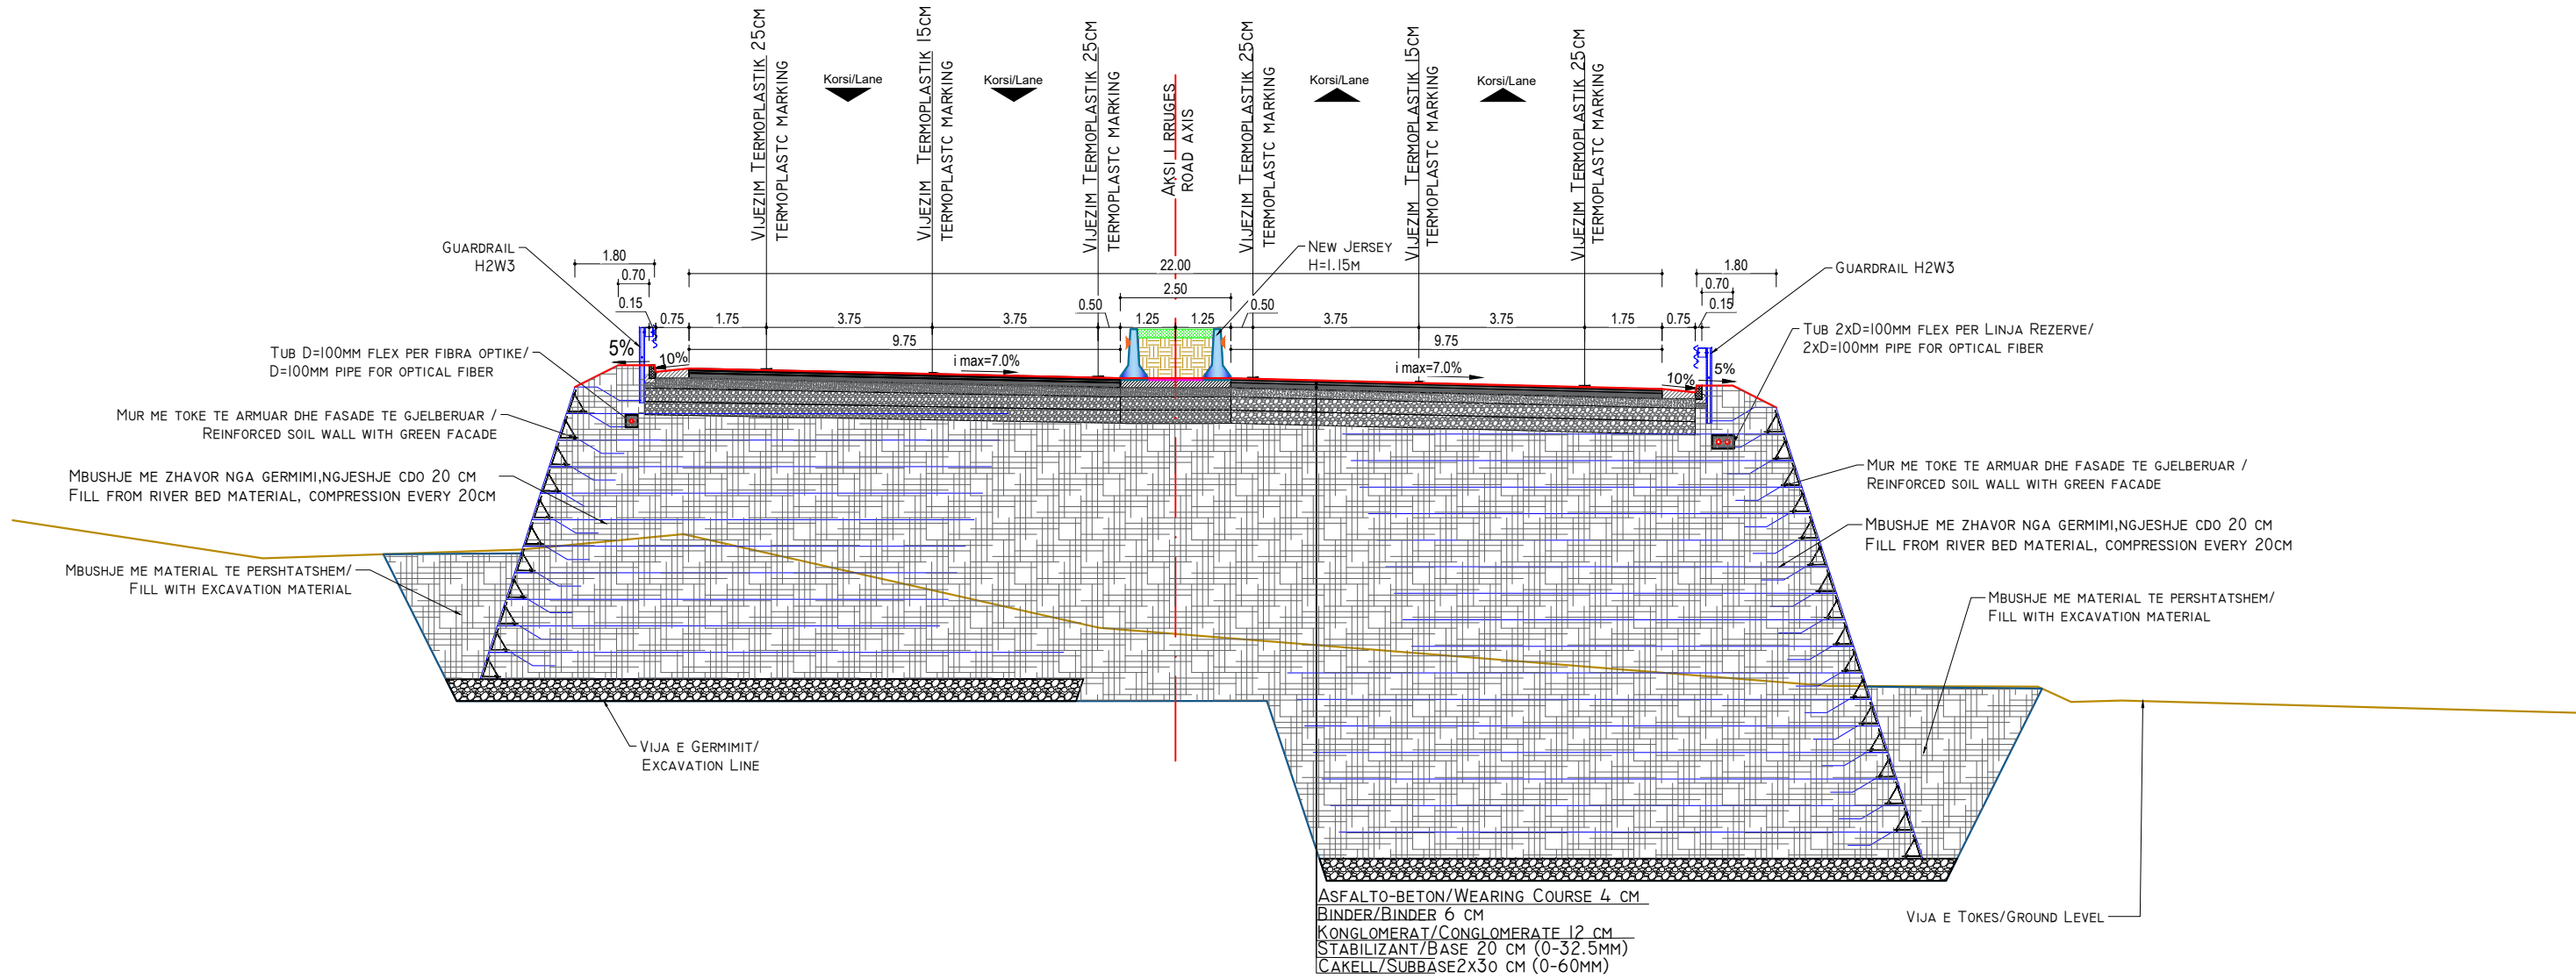 VIJEZIM TERMOPLASTIK 25CM
TERMOPLASTC MARKING
Korsi/Lane
VIJEZIM TERMOPLASTIK 15CM
TERMOPLASTC MARKING
Korsi/Lane
VIJEZIM TERMOPLASTIK 25CM
TERMOPLASTC MARKING
AKSI I RRUGES
ROAD AXIS
VIJEZIM TERMOPLASTIK 25CM
TERMOPLASTC MARKING
Korsi/Lane
VIJEZIM TERMOPLASTIK 15CM
TERMOPLASTC MARKING
Korsi/Lane
VIJEZIM TERMOPLASTIK 25CM
TERMOPLASTC MARKING
GUARDRAIL
H2W3
NEW JERSEY
H=1.15M
GUARDRAIL H2W3
1.80
22.00
1.80
0.70
2.50
0.70
0.15
0.50
0.50
0.15
0.75
1.75
3.75
3.75
1.25
1.25
3.75
3.75
1.75
0.75
9.75
9.75
5%
10%
i max=7.0%
i max=7.0%
10%
5%
TUB D=100MM FLEX PER FIBRA OPTIKE/
D=100MM PIPE FOR OPTICAL FIBER
TUB 2XD=100MM FLEX PER LINJA REZERVE/
2XD=100MM PIPE FOR OPTICAL FIBER
MUR ME TOKE TE ARMUAR DHE FASADE TE GJELBERUAR /
REINFORCED SOIL WALL WITH GREEN FACADE
MUR ME TOKE TE ARMUAR DHE FASADE TE GJELBERUAR /
REINFORCED SOIL WALL WITH GREEN FACADE
MBUSHJE ME ZHAVOR NGA GERMIMI,NGJESHJE CDO 20 CM
FILL FROM RIVER BED MATERIAL, COMPRESSION EVERY 20CM
MBUSHJE ME ZHAVOR NGA GERMIMI,NGJESHJE CDO 20 CM
FILL FROM RIVER BED MATERIAL, COMPRESSION EVERY 20CM
MBUSHJE ME MATERIAL TE PERSHTATSHEM/
FILL WITH EXCAVATION MATERIAL
MBUSHJE ME MATERIAL TE PERSHTATSHEM/
FILL WITH EXCAVATION MATERIAL
VIJA E GERMIMIT/
EXCAVATION LINE
ASFALTO-BETON/WEARING COURSE 4 CM
BINDER/BINDER 6 CM
KONGLOMERAT/CONGLOMERATE 12 CM
STABILIZANT/BASE 20 CM (0-32.5MM)
CAKELL/SUBBASE2X30 CM (0-60MM)
VIJA E TOKES/GROUND LEVEL